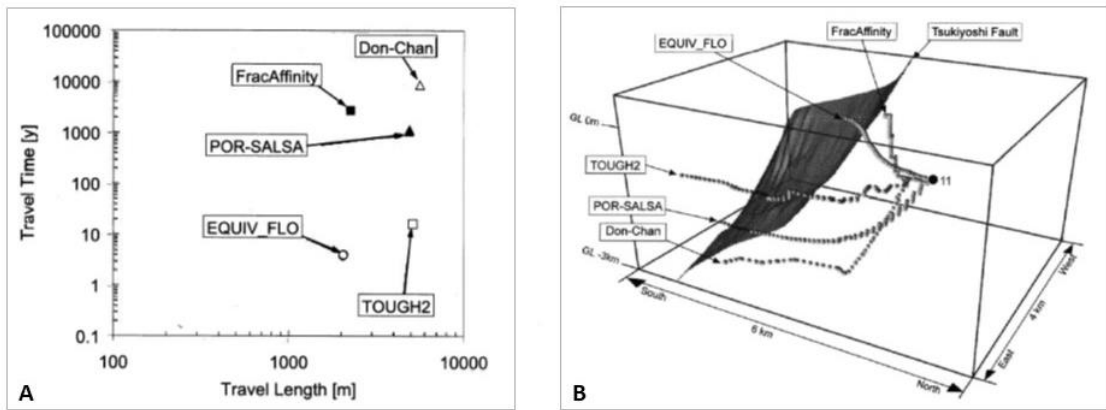 100000
10000
1000
100
10
1
0.1
Travel Time [y]
Don-Chan
FracAffinity
POR-SALSA
EQUIV_FLO
TOUGH2
100
1000
10000
Travel Length [m]
A
FracAffinity
Tsukiyoshi Fault
EQUIV_FLO
GL 0m
TOUGH2
11
POR-SALSA
Don-Chan
GL -3km
South
6 km
North
West
4 km
East
B